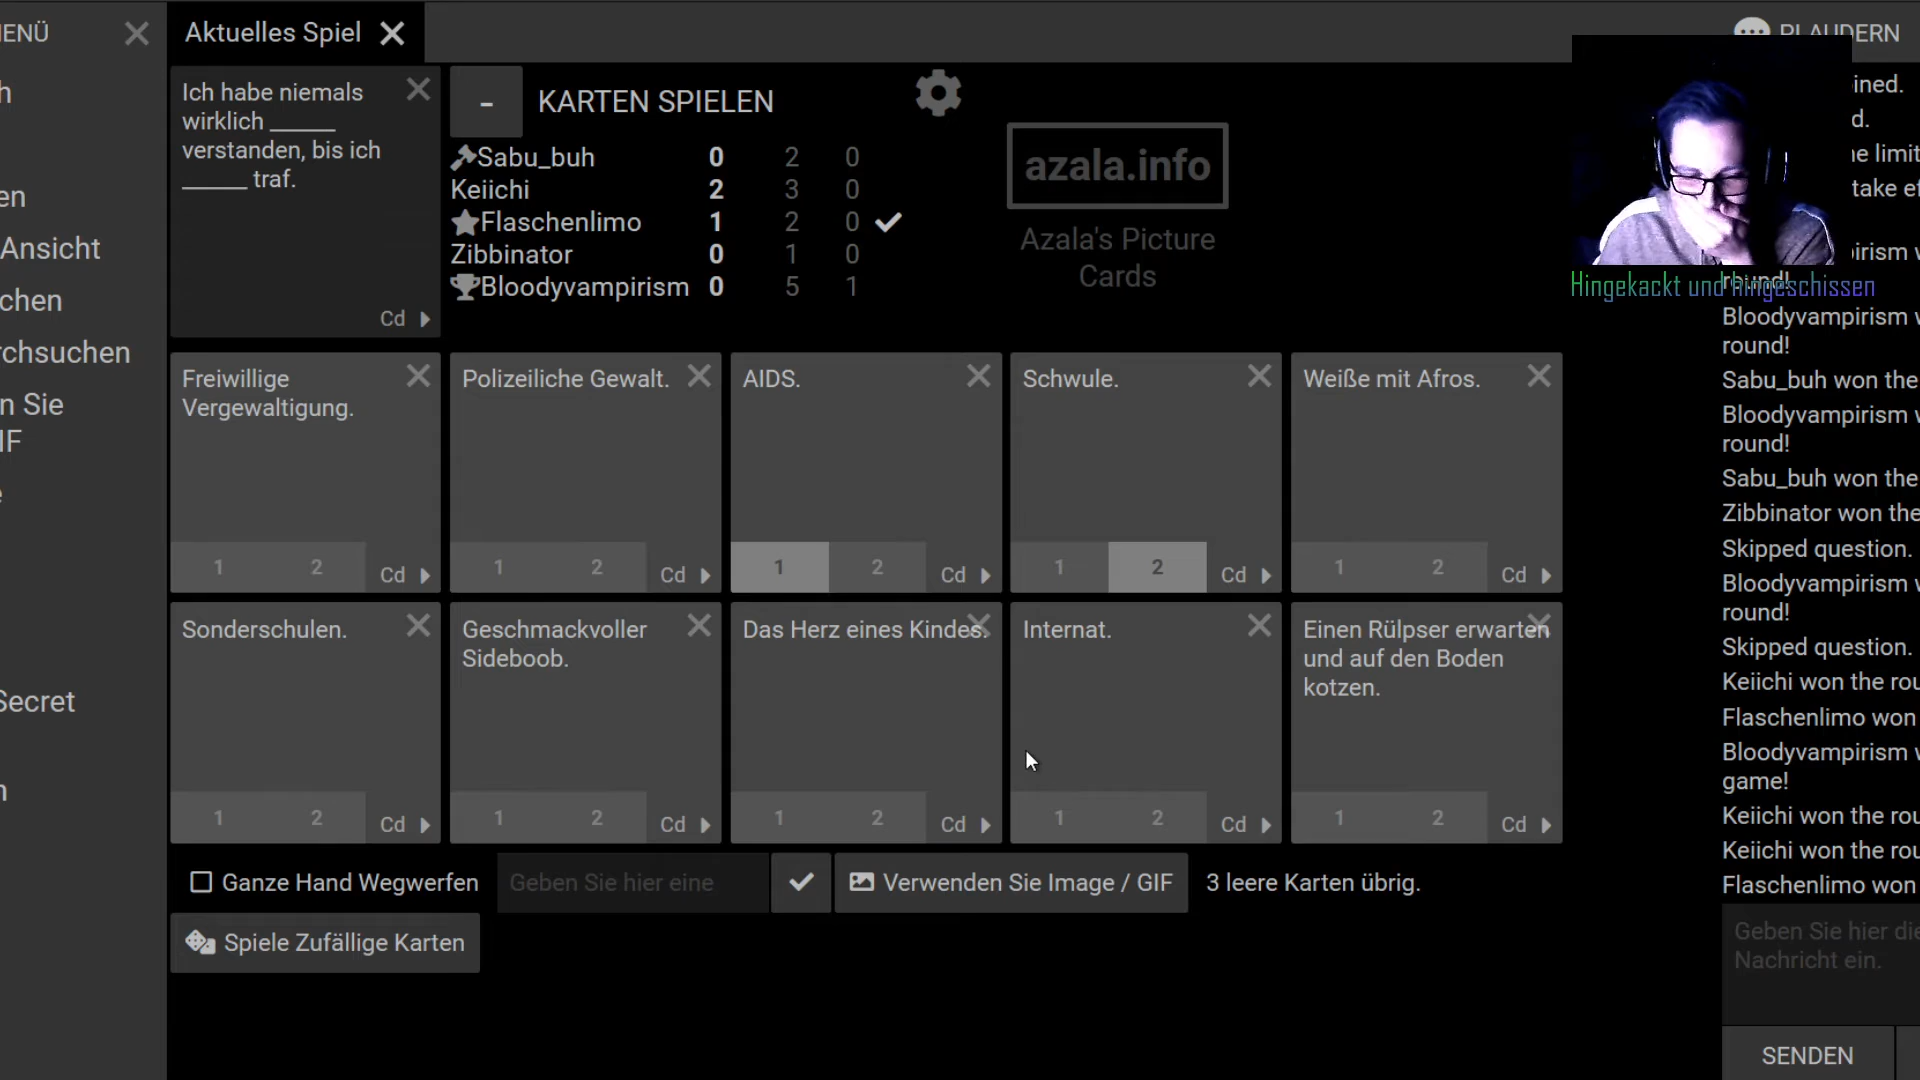 ENÜ
Aktuelles Spiel
PLAUDERN
Ich habe niemals
wirklich ______
verstanden, bis ich
______ traf.
Cd
-
KARTEN SPIELEN
Sabu_buh 0 2 0
Keiichi 2 3 0
Flaschenlimo 1 2 0
Zibbinator 0 1 0
Bloodyvampirism 0 5 1
azala.info
Azala's Picture
Cards
h
en
Ansicht
chen
rchsuchen
n Sie
IF
e
Secret
n
Freiwillige
Vergewaltigung.
1 2 Cd
Polizeiliche Gewalt.
1 2 Cd
AIDS.
1 2 Cd
Schwule.
1 2 Cd
Weiße mit Afros.
1 2 Cd
Sonderschulen.
1 2 Cd
Geschmackvoller
Sideboob.
1 2 Cd
Das Herz eines Kindes.
1 2 Cd
Internat.
1 2 Cd
Einen Rülpser erwarten
und auf den Boden
kotzen.
1 2 Cd
Ganze Hand Wegwerfen
Geben Sie hier eine
Verwenden Sie Image / GIF
3 leere Karten übrig.
Spiele Zufällige Karten
ined.
d.
e limit
take ef
pirism w
round!
Hingekackt und hingeschissen
Bloodyvampirism w
round!
Sabu_buh won the
Bloodyvampirism w
round!
Sabu_buh won the
Zibbinator won the
Skipped question.
Bloodyvampirism w
round!
Skipped question.
Keiichi won the rou
Flaschenlimo won
Bloodyvampirism w
game!
Keiichi won the rou
Keiichi won the rou
Flaschenlimo won
Geben Sie hier die
Nachricht ein.
SENDEN